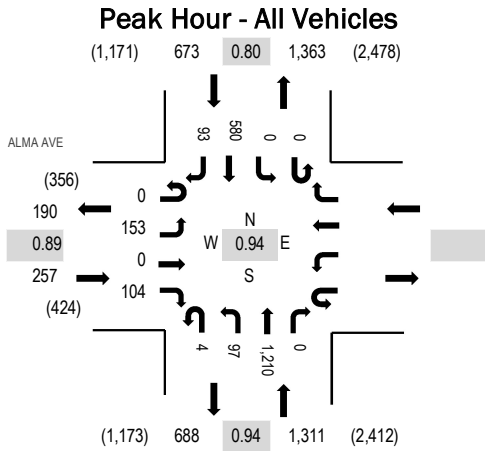 Peak Hour - All Vehicles
(1,171) 673 0.80 1,363 (2,478)
93 580 0 0
ALMA AVE
(356)
0
190
153
N
0.89
W 0.94 E
0
257
S
104
(424)
4 97 1,210 0
(1,173) 688 0.94 1,311 (2,412)